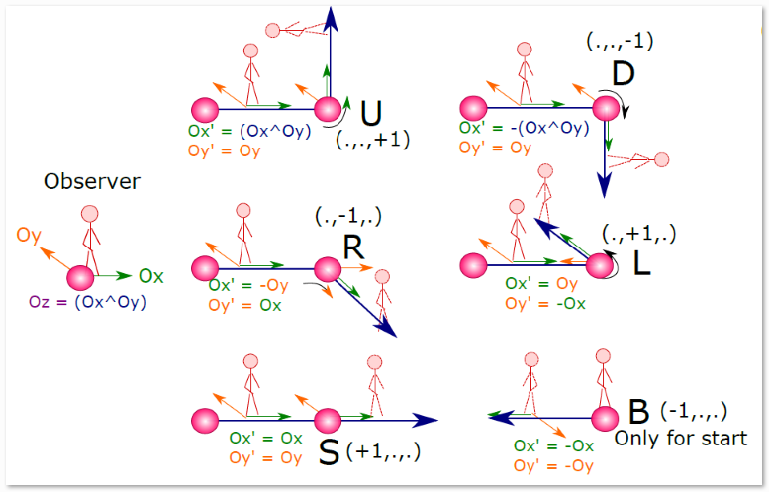 U
Ox' = (Ox^Oy)
Oy' = Oy
(.,.,+1)
(.,.,-1)
D
Ox' = -(Ox^Oy)
Oy' = Oy
Observer
Oy
Ox
Oz = (Ox^Oy)
(.,-1,.)
R
Ox' = -Oy
Oy' = Ox
(.,+1,.)
L
Ox' = Oy
Oy' = -Ox
Ox' = Ox
Oy' = Oy
S (+1,.,.)
B (-1,.,.)
Only for start
Ox' = -Ox
Oy' = -Oy